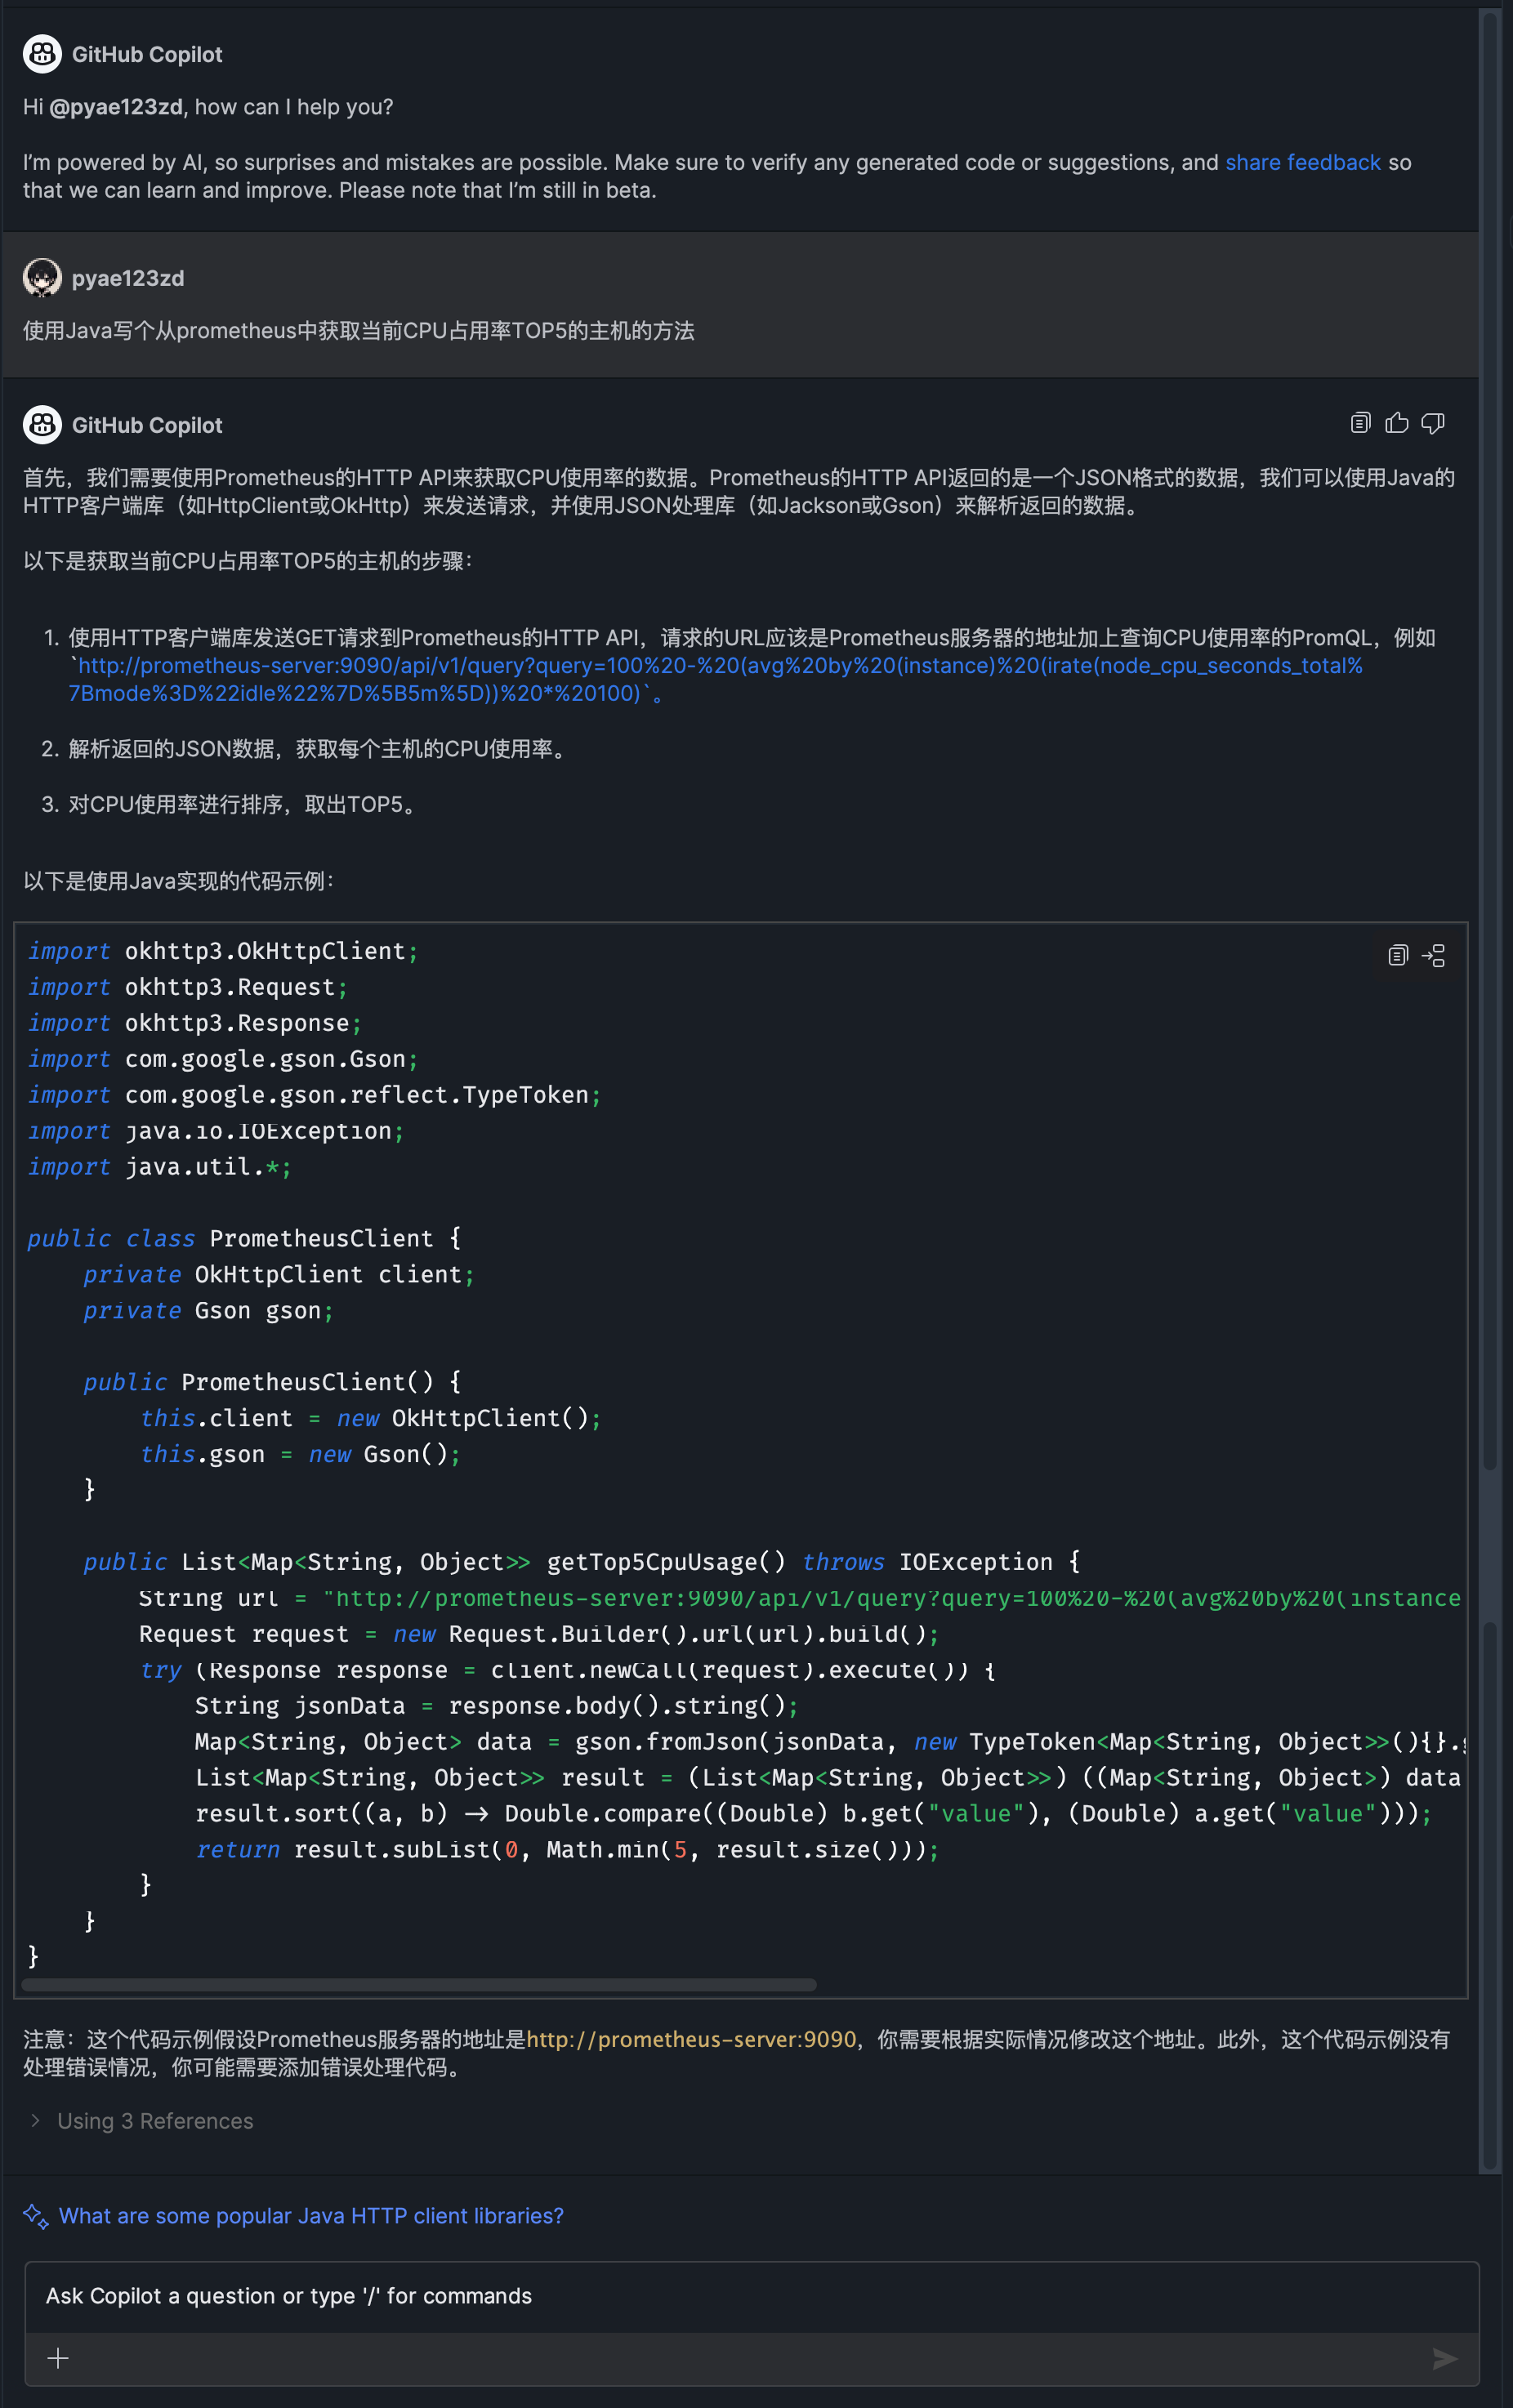 GitHub Copilot
Hi @pyae123zd, how can I help you?
I’m powered by AI, so surprises and mistakes are possible. Make sure to verify any generated code or suggestions, and share feedback so
that we can learn and improve. Please note that I’m still in beta.
pyae123zd
使用Java写个从prometheus中获取当前CPU占用率TOP5的主机的方法
GitHub Copilot
首先，我们需要使用Prometheus的HTTP API来获取CPU使用率的数据。Prometheus的HTTP API返回的是一个JSON格式的数据，我们可以使用Java的
HTTP客户端库（如HttpClient或OkHttp）来发送请求，并使用JSON处理库（如Jackson或Gson）来解析返回的数据。
以下是获取当前CPU占用率TOP5的主机的步骤：
1. 使用HTTP客户端库发送GET请求到Prometheus的HTTP API，请求的URL应该是Prometheus服务器的地址加上查询CPU使用率的PromQL，例如
`http://prometheus-server:9090/api/v1/query?query=100%20-%20(avg%20by%20(instance)%20(irate(node_cpu_seconds_total%
7Bmode%3D%22idle%22%7D%5B5m%5D))%20*%20100)`。
2. 解析返回的JSON数据，获取每个主机的CPU使用率。
3. 对CPU使用率进行排序，取出TOP5。
以下是使用Java实现的代码示例：
import okhttp3.OkHttpClient;
import okhttp3.Request;
import okhttp3.Response;
import com.google.gson.Gson;
import com.google.gson.reflect.TypeToken;
import java.io.IOException;
import java.util.*;
public class PrometheusClient {
    private OkHttpClient client;
    private Gson gson;
    public PrometheusClient() {
        this.client = new OkHttpClient();
        this.gson = new Gson();
    }
    public List<Map<String, Object>> getTop5CpuUsage() throws IOException {
        String url = "http://prometheus-server:9090/api/v1/query?query=100%20-%20(avg%20by%20(instance
        Request request = new Request.Builder().url(url).build();
        try (Response response = client.newCall(request).execute()) {
            String jsonData = response.body().string();
            Map<String, Object> data = gson.fromJson(jsonData, new TypeToken<Map<String, Object>>(){}.g
            List<Map<String, Object>> result = (List<Map<String, Object>>) ((Map<String, Object>) data
            result.sort((a, b) -> Double.compare((Double) b.get("value"), (Double) a.get("value")));
            return result.subList(0, Math.min(5, result.size()));
        }
    }
}
注意：这个代码示例假设Prometheus服务器的地址是http://prometheus-server:9090，你需要根据实际情况修改这个地址。此外，这个代码示例没有
处理错误情况，你可能需要添加错误处理代码。
Using 3 References
What are some popular Java HTTP client libraries?
Ask Copilot a question or type '/' for commands